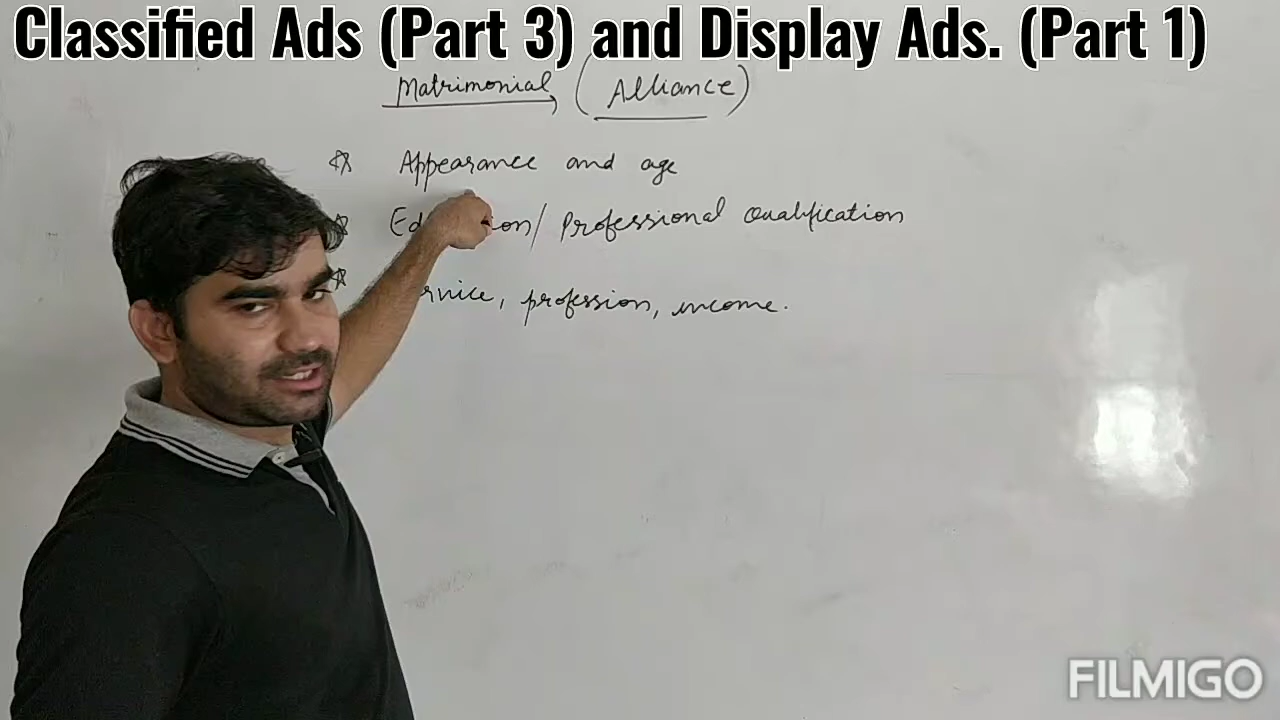 Classified Ads (Part 3) and Display Ads. (Part 1)
Matrimonial, (Alliance)
☆ Appearance and age
☆ / Professional Qualification
☆ profession, income.
FILMIGO